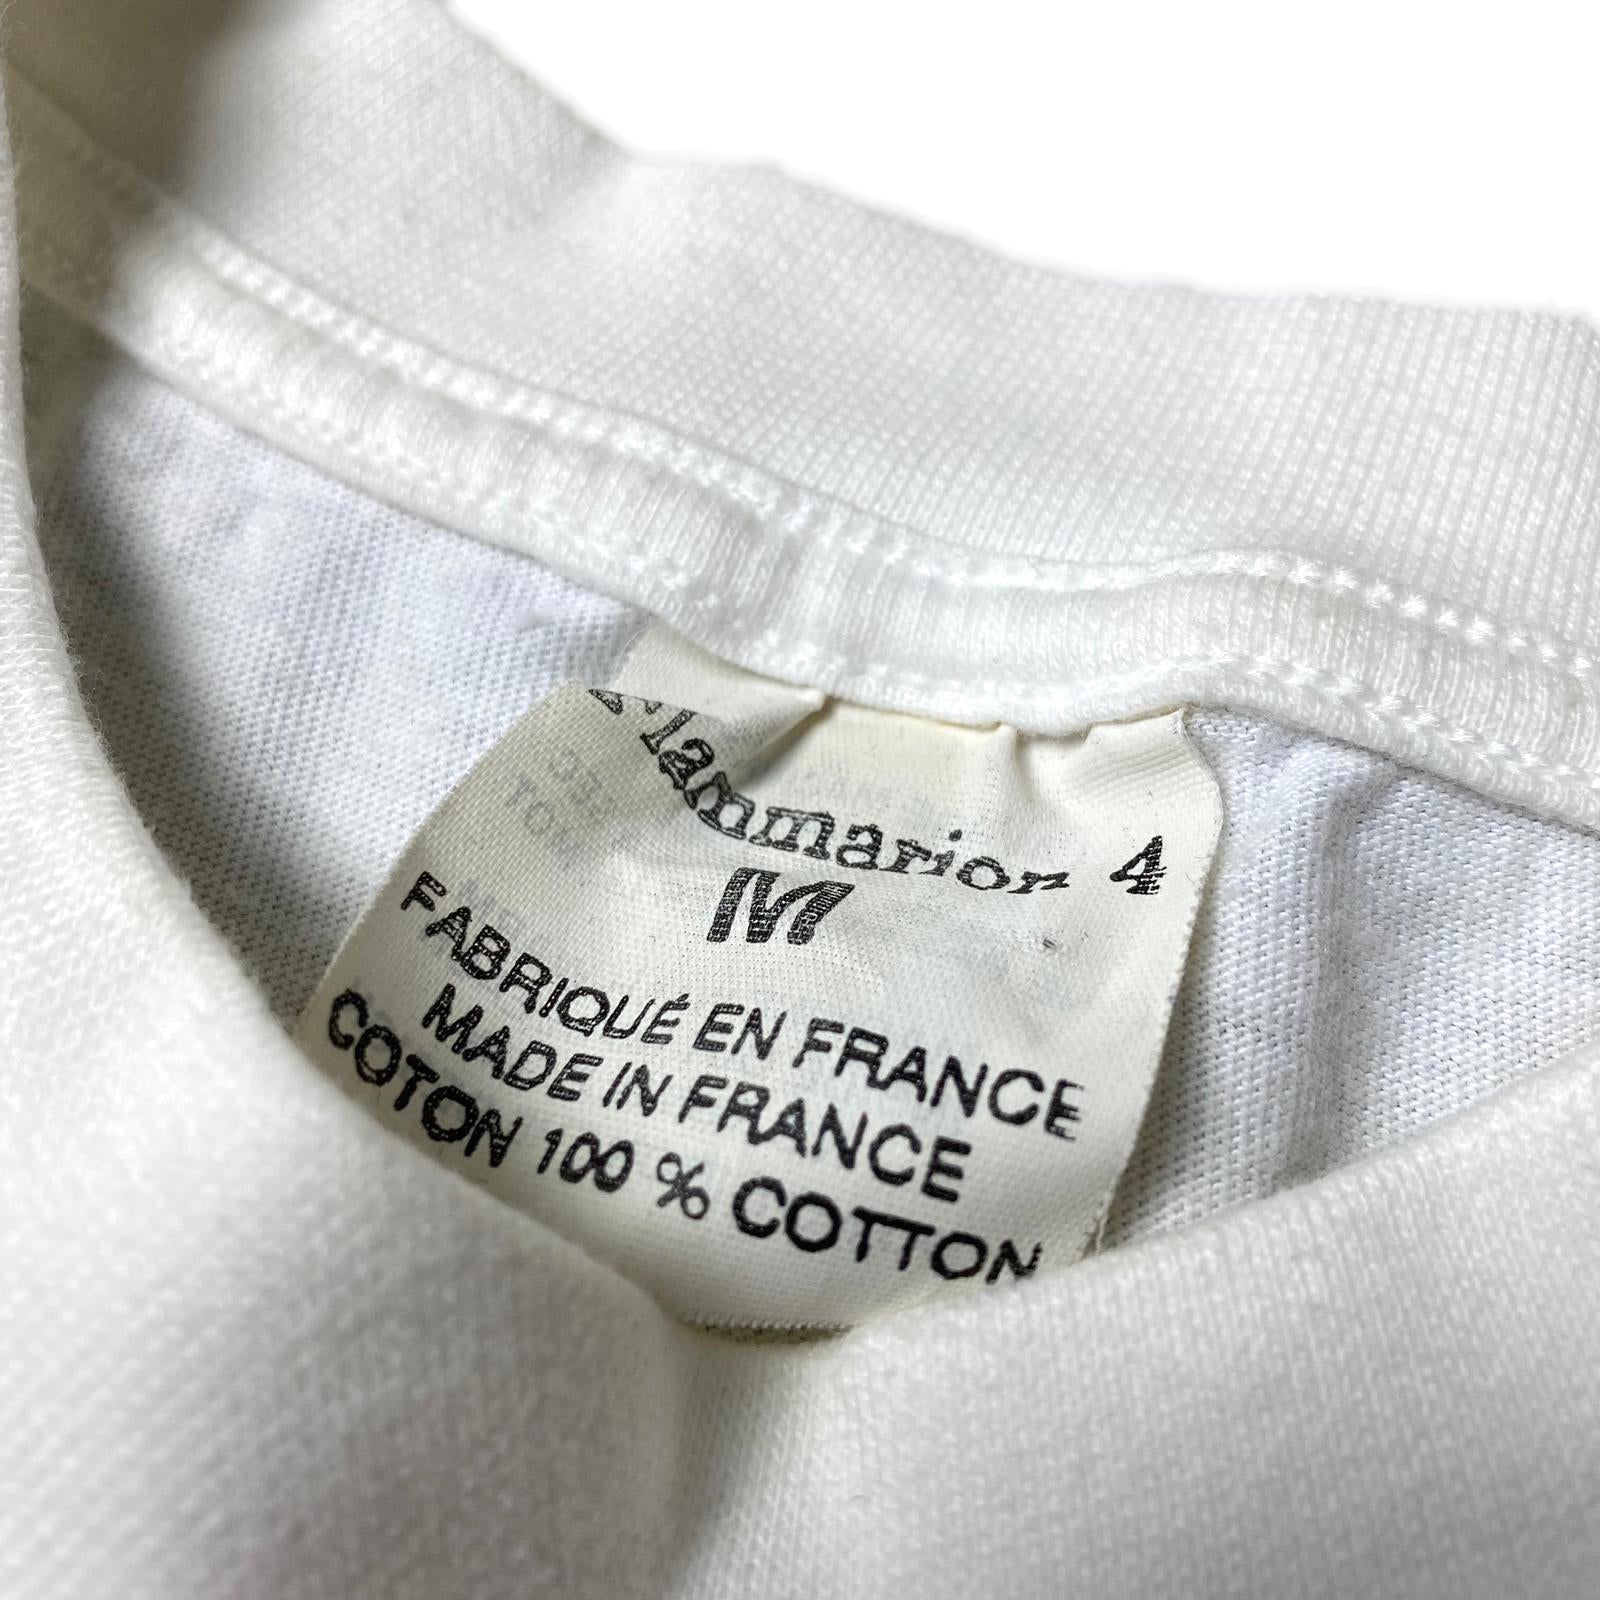 Flammarion 4
M
FABRIQUÉ EN FRANCE
MADE IN FRANCE
COTON 100 % COTTON